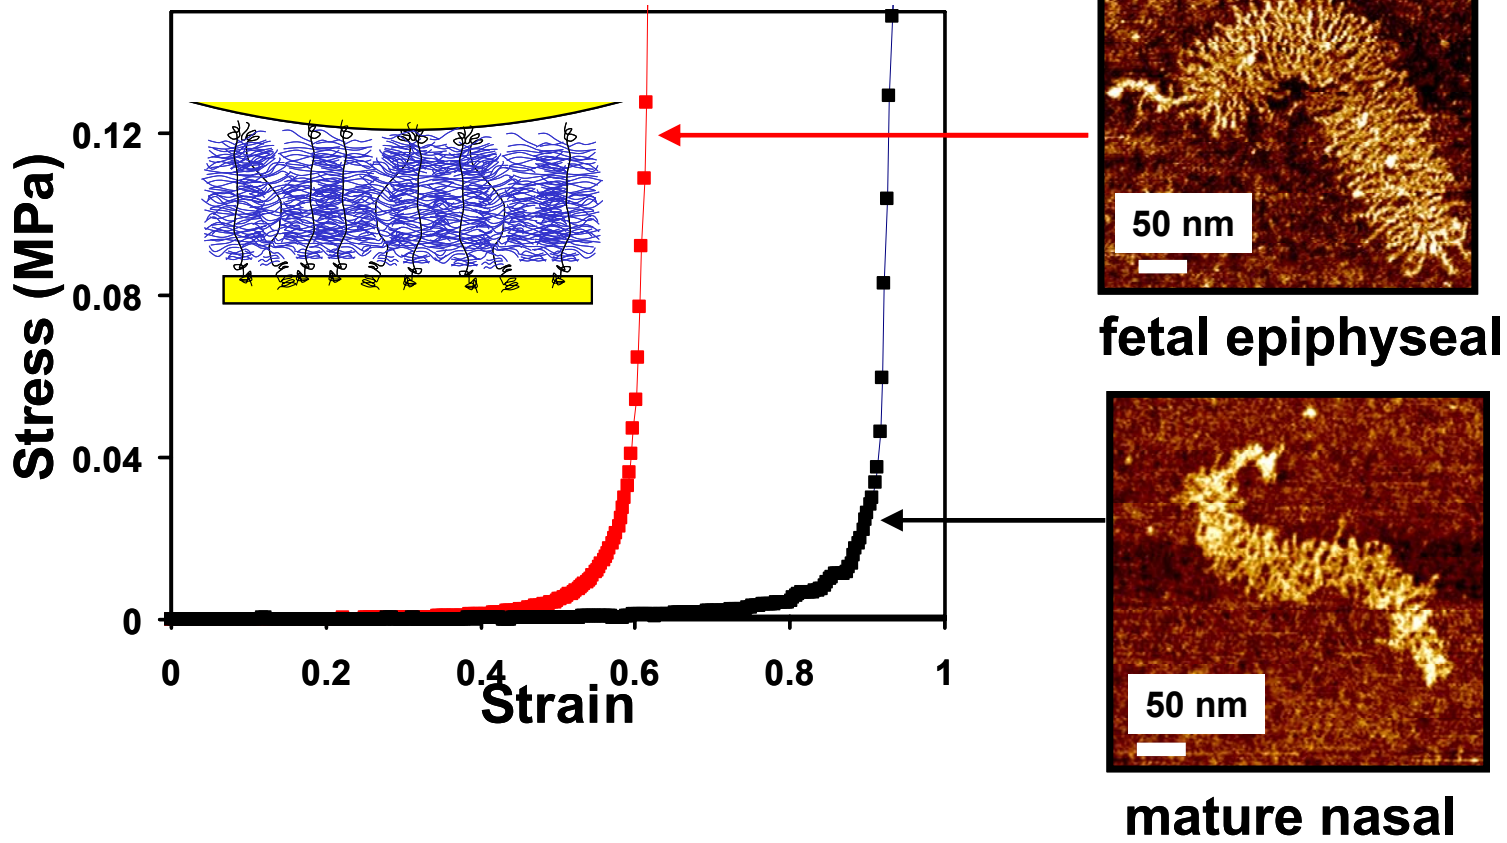 Stress (MPa)
0.12
0.08
0.04
0
0
0.2
0.4
0.6
0.8
1
Strain
50 nm
fetal epiphyseal
50 nm
mature nasal